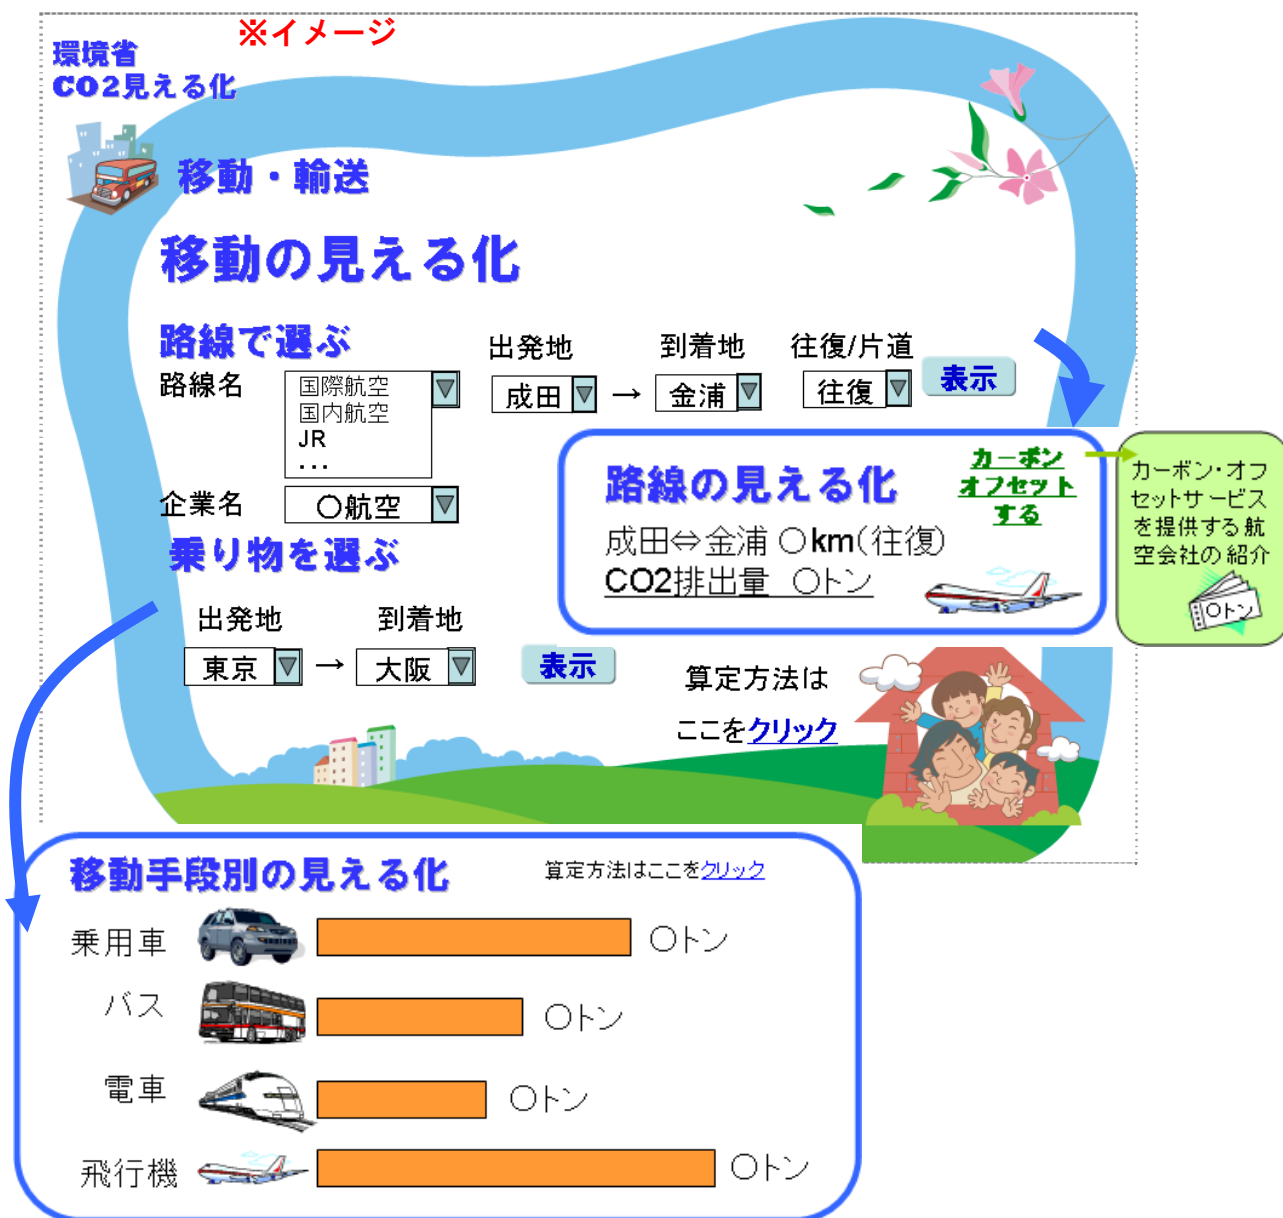 ※イメージ
環境省
CO2見える化
移動・輸送
移動の見える化
路線で選ぶ
出発地 到着地 往復/片道
路線名
国際航空
国内航空
JR
...
成田 → 金浦 往復 表示
企業名 〇航空
路線の見える化
成田⇔金浦 〇km(往復)
CO2排出量 〇トン
カーボン
オフセット
する
カーボン・オフ
セットサービス
を提供する航
空会社の紹介
〇トン
乗り物を選ぶ
出発地 到着地
東京 → 大阪 表示
算定方法は
ここをクリック
移動手段別の見える化 算定方法はここをクリック
乗用車 〇トン
バス 〇トン
電車 〇トン
飛行機 〇トン